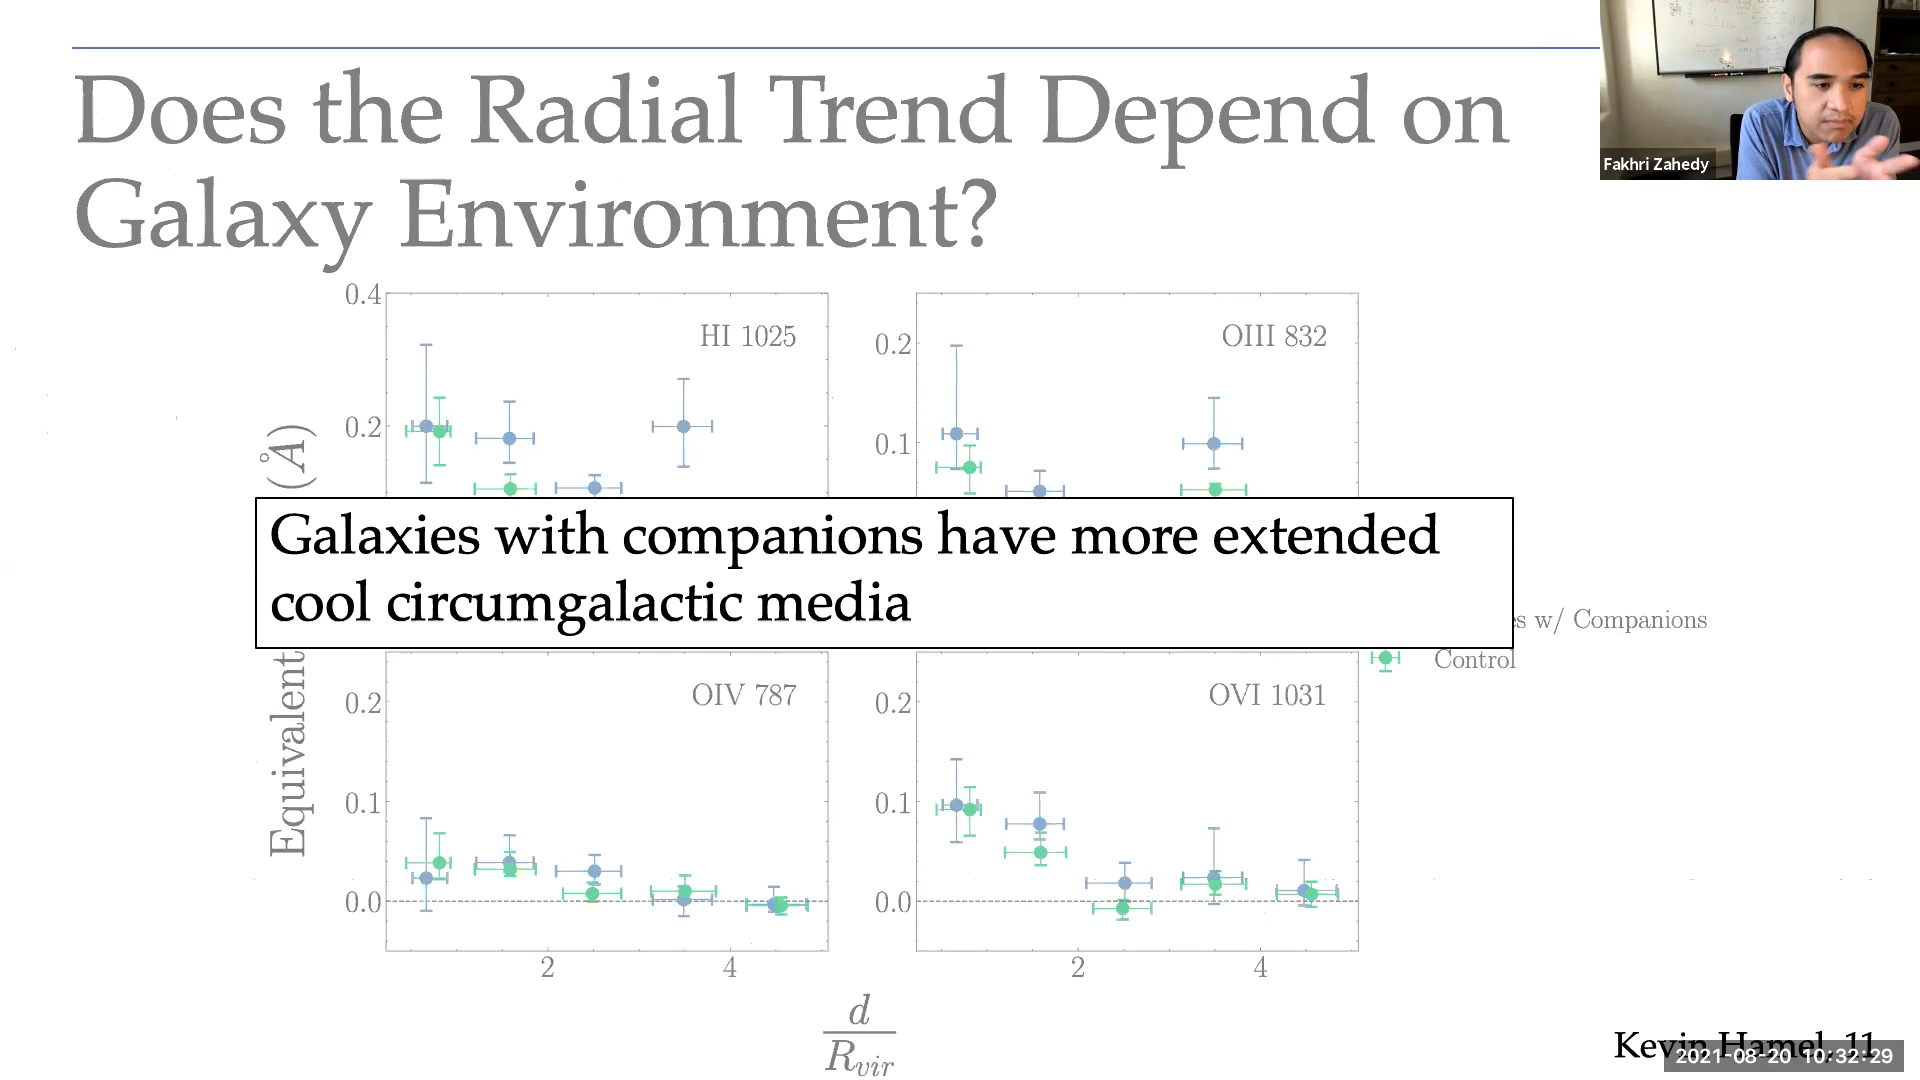 Does the Radial Trend Depend on
Galaxy Environment?
Fakhri Zahedy
0.4
0.2
HI 1025
0.2
0.1
OIII 832
(Å)
Galaxies with companions have more extended
cool circumgalactic media
es w/ Companions
Control
Equivalent
0.2
0.1
0.0
OIV 787
0.2
0.1
0.0
OVI 1031
2
4
2
4
d
R_vir
Kevin Hamel, 11
2021-08-20 10:32:29